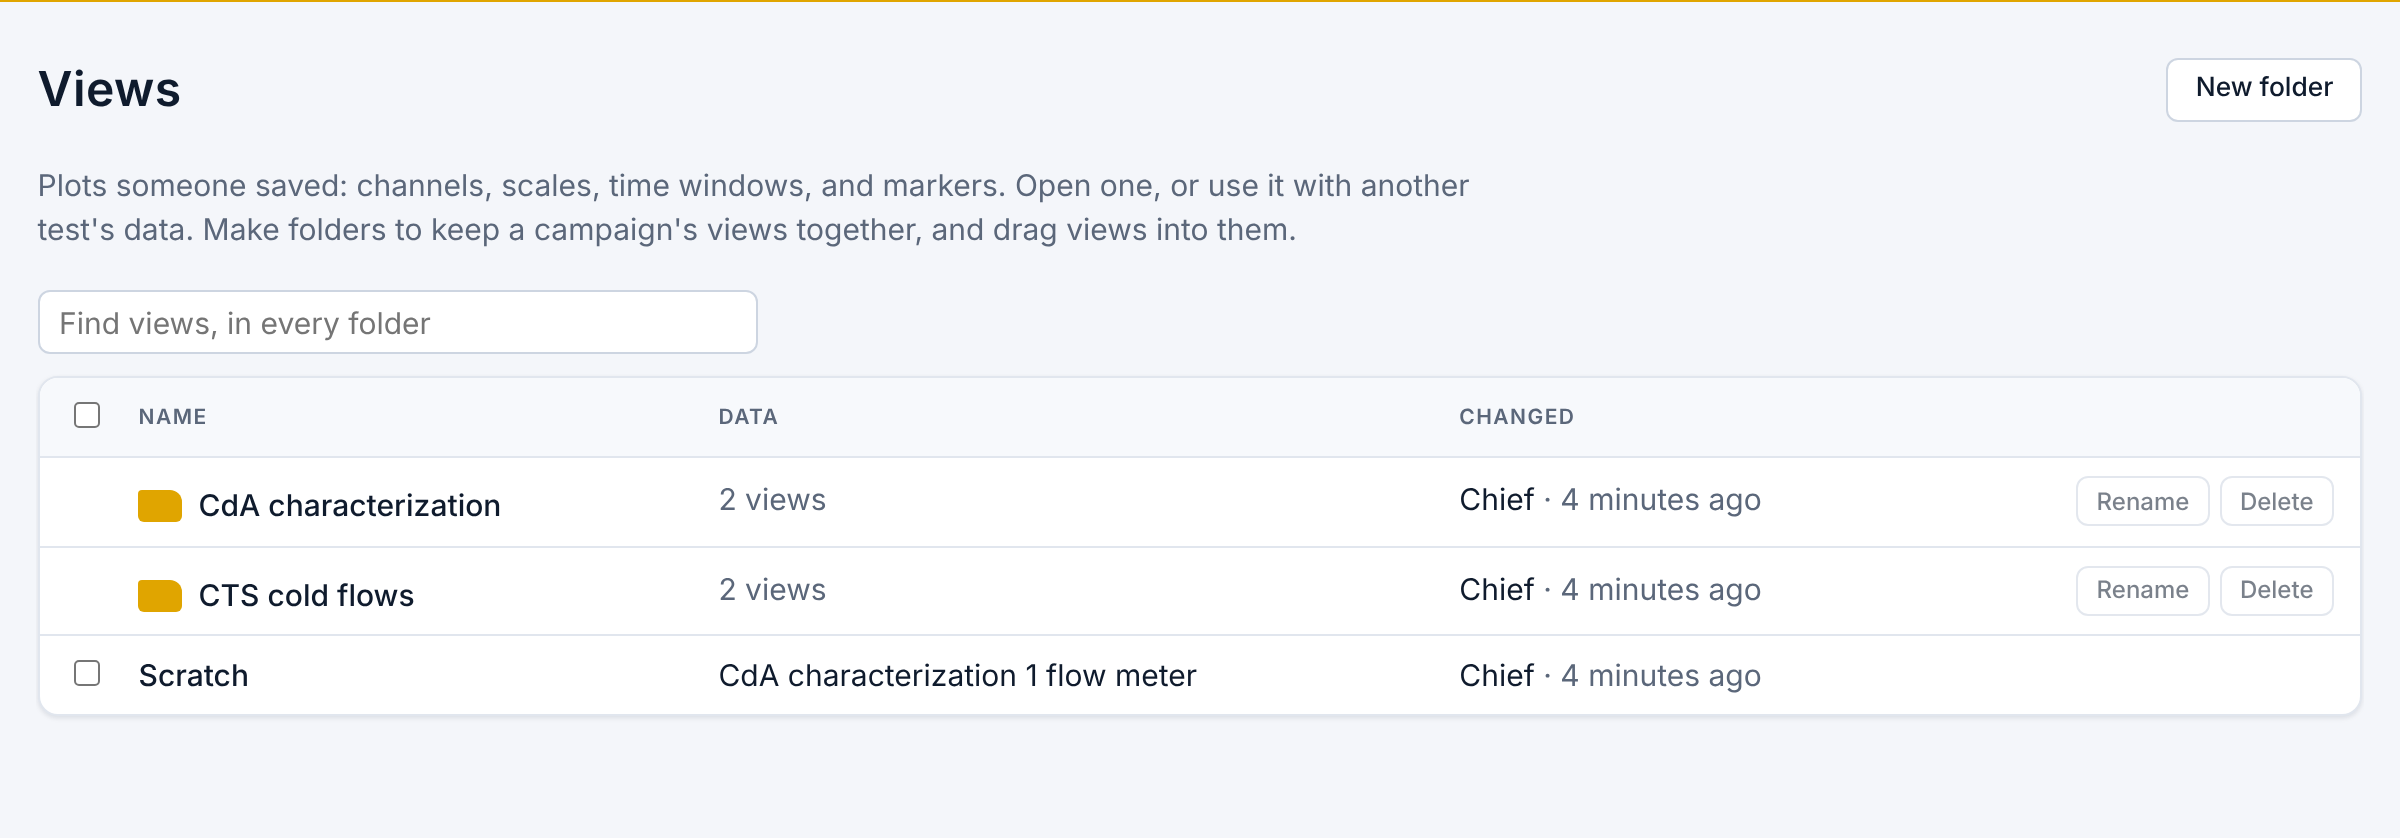 Views
New folder
Plots someone saved: channels, scales, time windows, and markers. Open one, or use it with another
test's data. Make folders to keep a campaign's views together, and drag views into them.
Find views, in every folder
NAME DATA CHANGED
CdA characterization 2 views Chief · 4 minutes ago Rename Delete
CTS cold flows 2 views Chief · 4 minutes ago Rename Delete
Scratch CdA characterization 1 flow meter Chief · 4 minutes ago